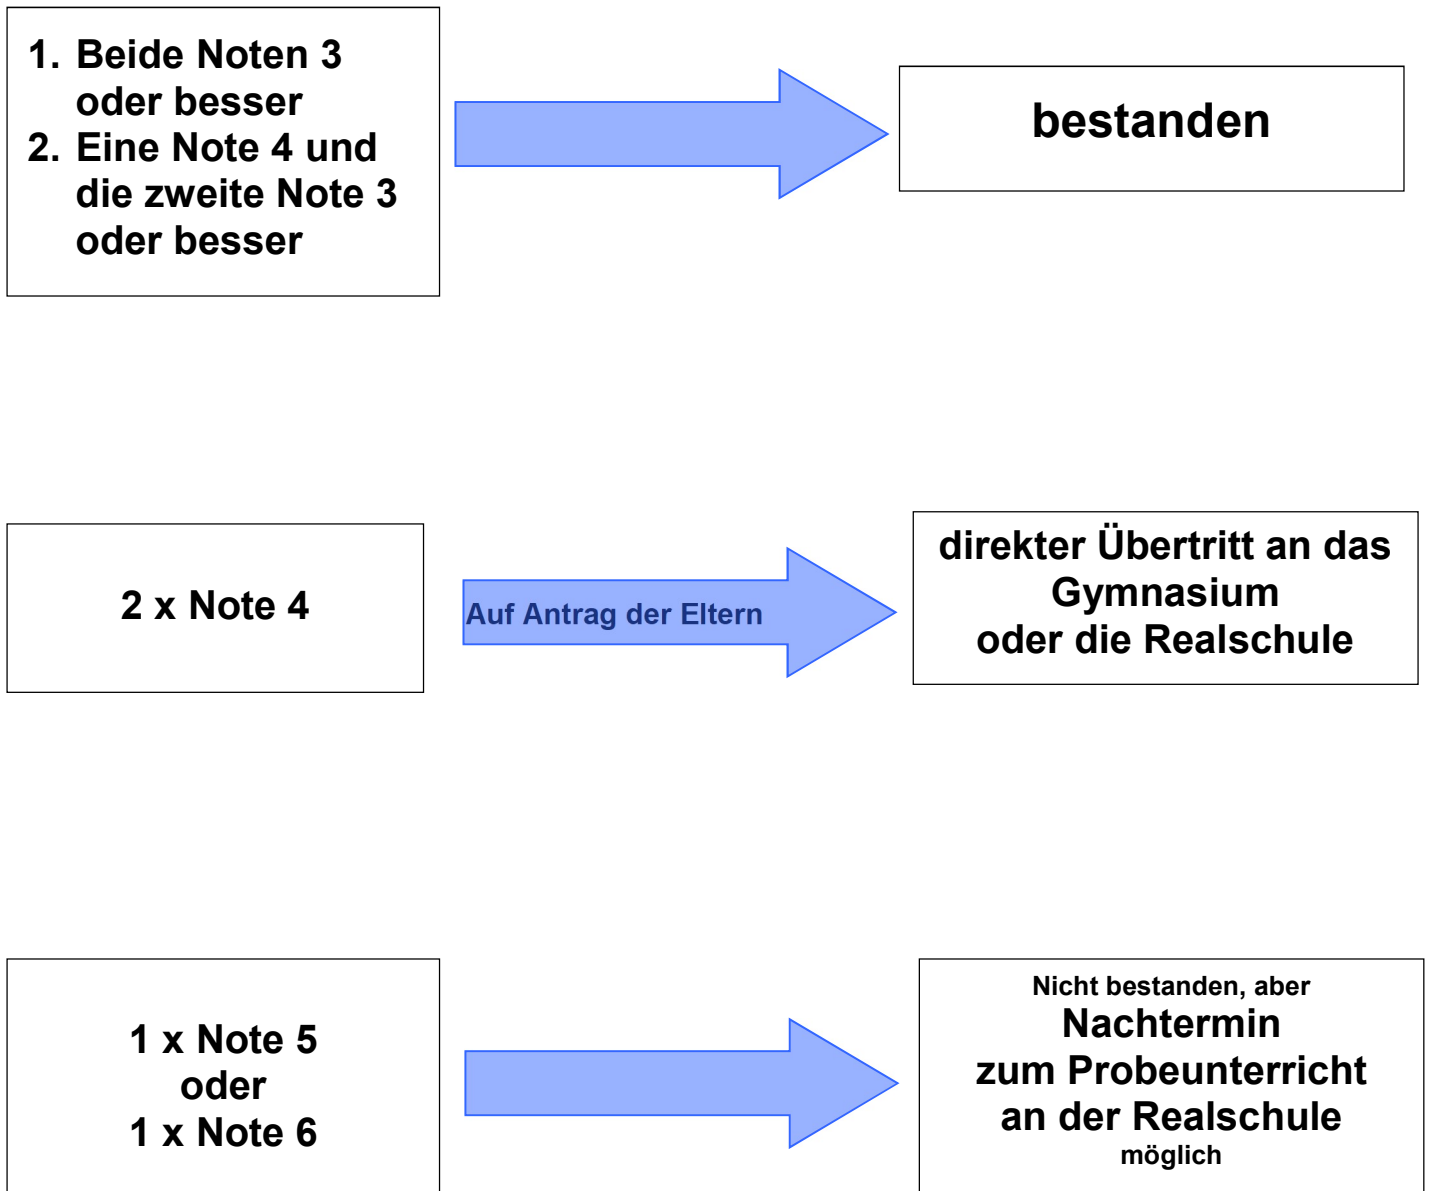 1. Beide Noten 3
oder besser
2. Eine Note 4 und
die zweite Note 3
oder besser
bestanden
2 x Note 4
Auf Antrag der Eltern
direkter Übertritt an das
Gymnasium
oder die Realschule
1 x Note 5
oder
1 x Note 6
Nicht bestanden, aber
Nachtermin
zum Probeunterricht
an der Realschule
möglich